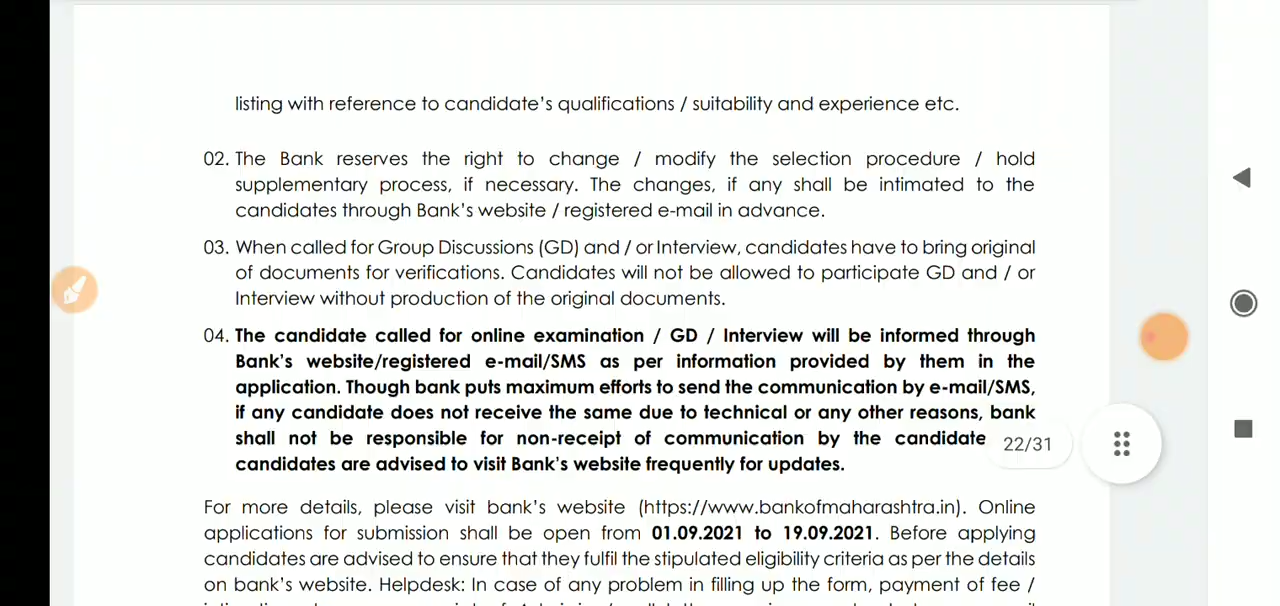 listing with reference to candidate's qualifications / suitability and experience etc.
02. The Bank reserves the right to change / modify the selection procedure / hold
supplementary process, if necessary. The changes, if any shall be intimated to the
candidates through Bank's website / registered e-mail in advance.
03. When called for Group Discussions (GD) and / or Interview, candidates have to bring original
of documents for verifications. Candidates will not be allowed to participate GD and / or
Interview without production of the original documents.
04. The candidate called for online examination / GD / Interview will be informed through
Bank's website/registered e-mail/SMS as per information provided by them in the
application. Though bank puts maximum efforts to send the communication by e-mail/SMS,
if any candidate does not receive the same due to technical or any other reasons, bank
shall not be responsible for non-receipt of communication by the candidate
22/31
candidates are advised to visit Bank's website frequently for updates.
For more details, please visit bank's website (https://www.bankofmaharashtra.in). Online
applications for submission shall be open from 01.09.2021 to 19.09.2021. Before applying
candidates are advised to ensure that they fulfil the stipulated eligibility criteria as per the details
on bank's website. Helpdesk: In case of any problem in filling up the form, payment of fee /